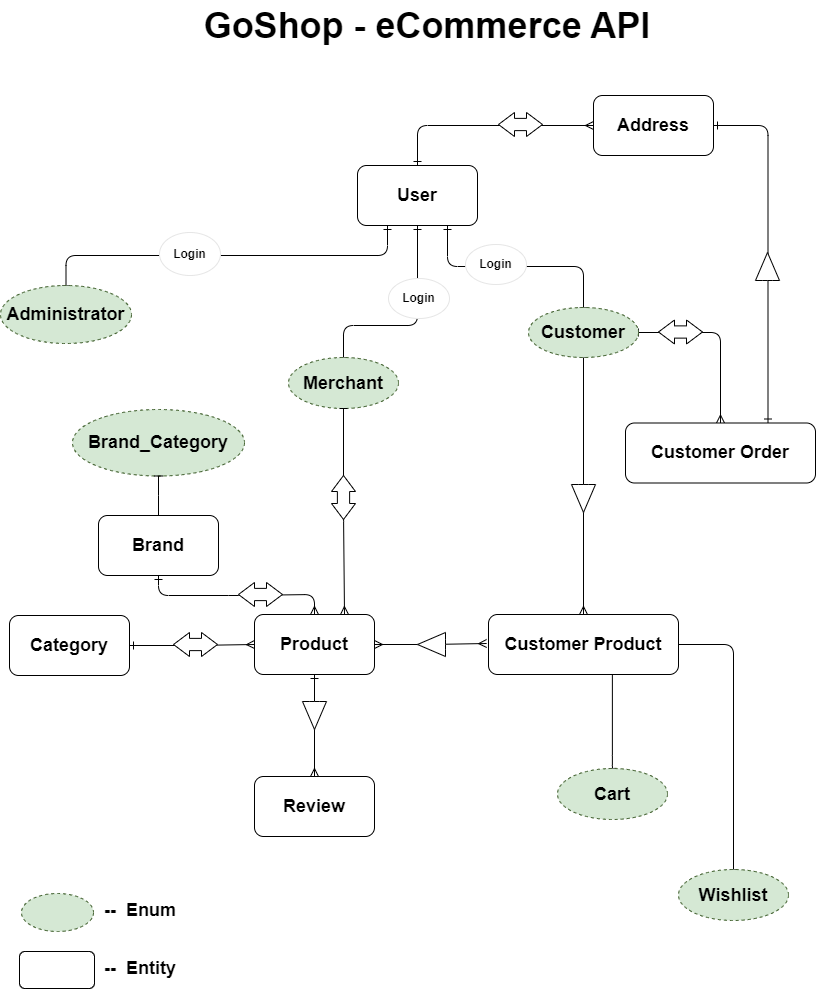 GoShop - eCommerce API
Address
User
Login
Login
Login
Administrator
Customer
Merchant
Brand_Category
Customer Order
Brand
Category
Product
Customer Product
Review
Cart
Wishlist
-- Enum
-- Entity